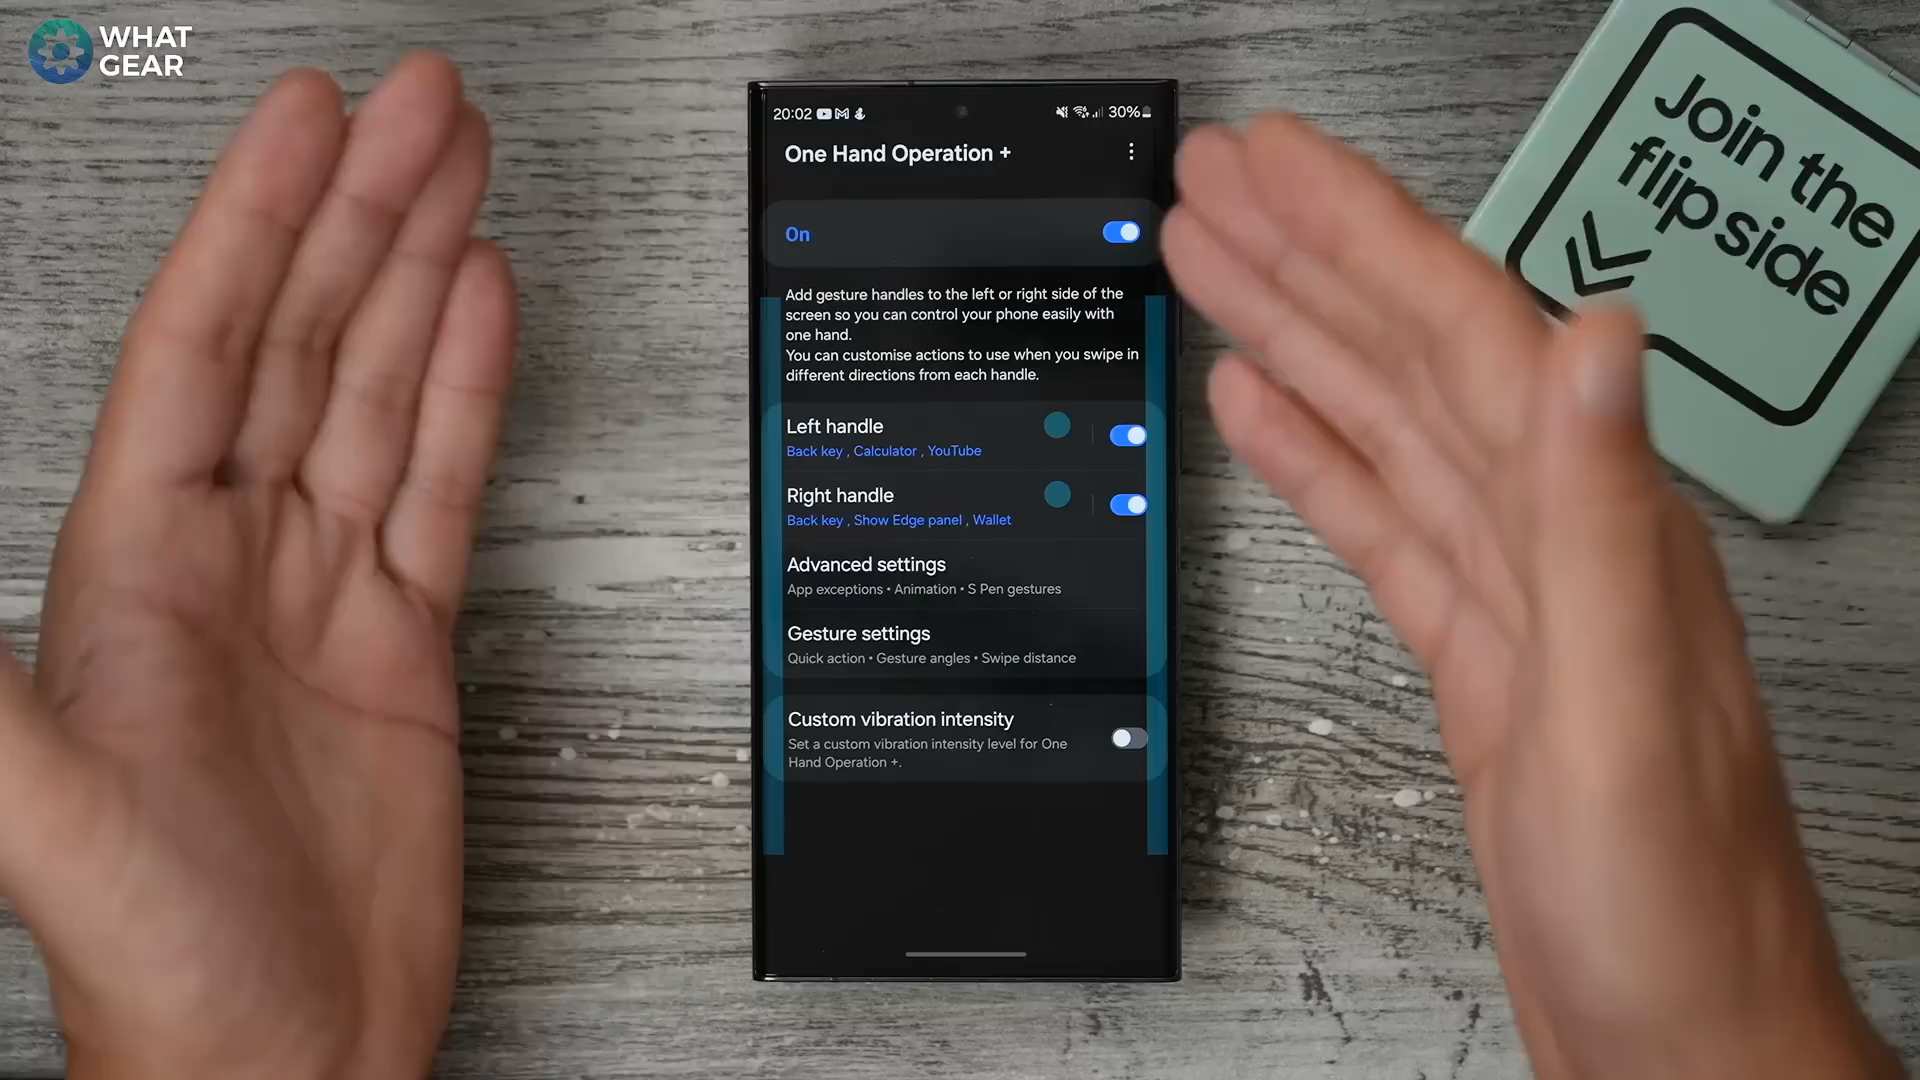 WHAT
GEAR
20:02
30%
One Hand Operation +
On
Add gesture handles to the left or right side of the
screen so you can control your phone easily with
one hand.
You can customise actions to use when you swipe in
different directions from each handle.
Left handle
Back key , Calculator , YouTube
Right handle
Back key , Show Edge panel , Wallet
Advanced settings
App exceptions • Animation • S Pen gestures
Gesture settings
Quick action • Gesture angles • Swipe distance
Custom vibration intensity
Set a custom vibration intensity level for One
Hand Operation +.
Join the
flip side